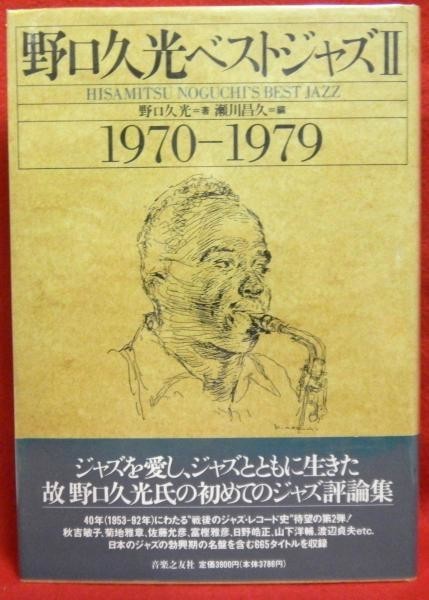 野口久光ベストジャズⅡ
HISAMITSU NOGUCHI'S BEST JAZZ
野口久光=著 瀬川昌久=編
1970-1979
ジャズを愛し、ジャズとともに生きた
故 野口久光氏の初めてのジャズ評論集
40年(1953-92年)にわたる“戦後のジャズ・レコード史”待望の第2弾!
秋吉敏子、菊地雅章、佐藤允彦、富樫雅彦、日野皓正、山下洋輔、渡辺貞夫etc.
日本のジャズの勃興期の名盤を含む665タイトルを収録
音楽之友社 定価3900円(本体3786円)